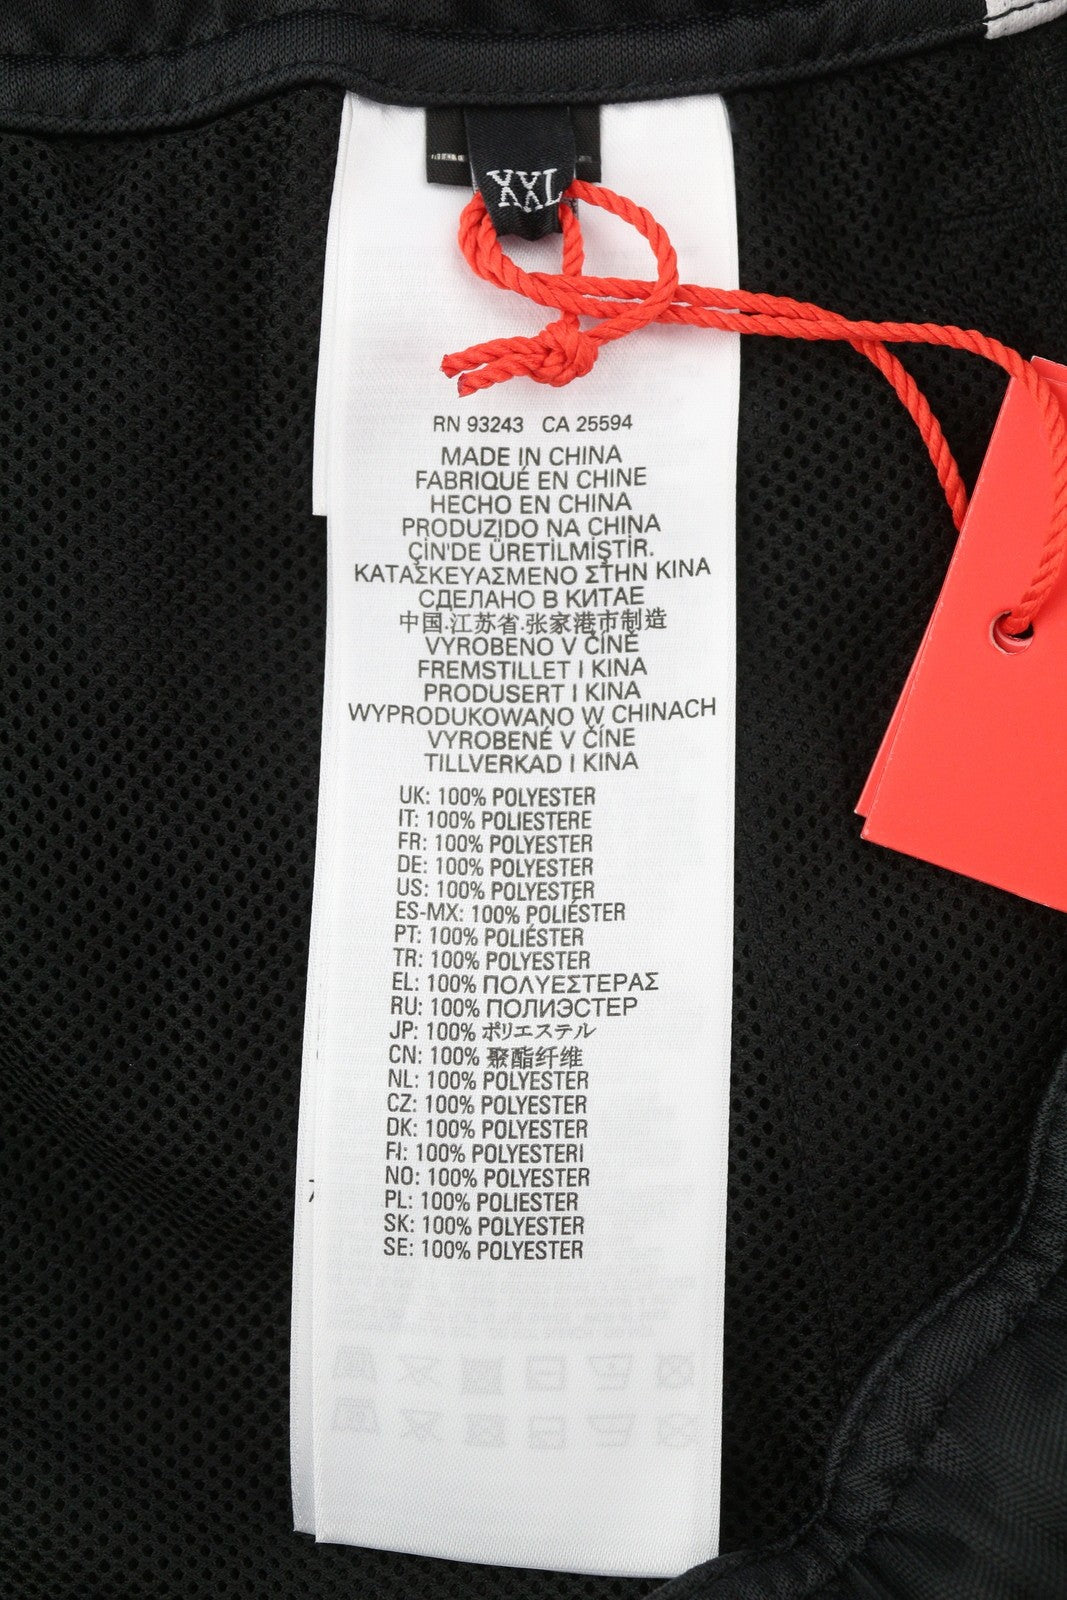 XXL
RN 93243 CA 25594
MADE IN CHINA
FABRIQUÉ EN CHINE
HECHO EN CHINA
PRODUZIDO NA CHINA
ÇİN'DE ÜRETİLMİŞTİR.
ΚΑΤΑΣΚΕΥΑΣΜΕΝΟ ΣΤΗΝ ΚΙΝΑ
СДЕЛАНО В КИТАЕ
中国.江苏省.张家港市制造
VYROBENO V ČÍNĚ
FREMSTILLET I KINA
PRODUSERT I KINA
WYPRODUKOWANO W CHINACH
VYROBENÉ V ČÍNE
TILLVERKAD I KINA
UK: 100% POLYESTER
IT: 100% POLIESTERE
FR: 100% POLYESTER
DE: 100% POLYESTER
US: 100% POLYESTER
ES-MX: 100% POLIÉSTER
PT: 100% POLIÉSTER
TR: 100% POLYESTER
EL: 100% ΠΟΛΥΕΣΤΕΡΑΣ
RU: 100% ПОЛИЭСТЕР
JP: 100% ポリエステル
CN: 100% 聚酯纤维
NL: 100% POLYESTER
CZ: 100% POLYESTER
DK: 100% POLYESTER
FI: 100% POLYESTERI
NO: 100% POLYESTER
PL: 100% POLIESTER
SK: 100% POLYESTER
SE: 100% POLYESTER